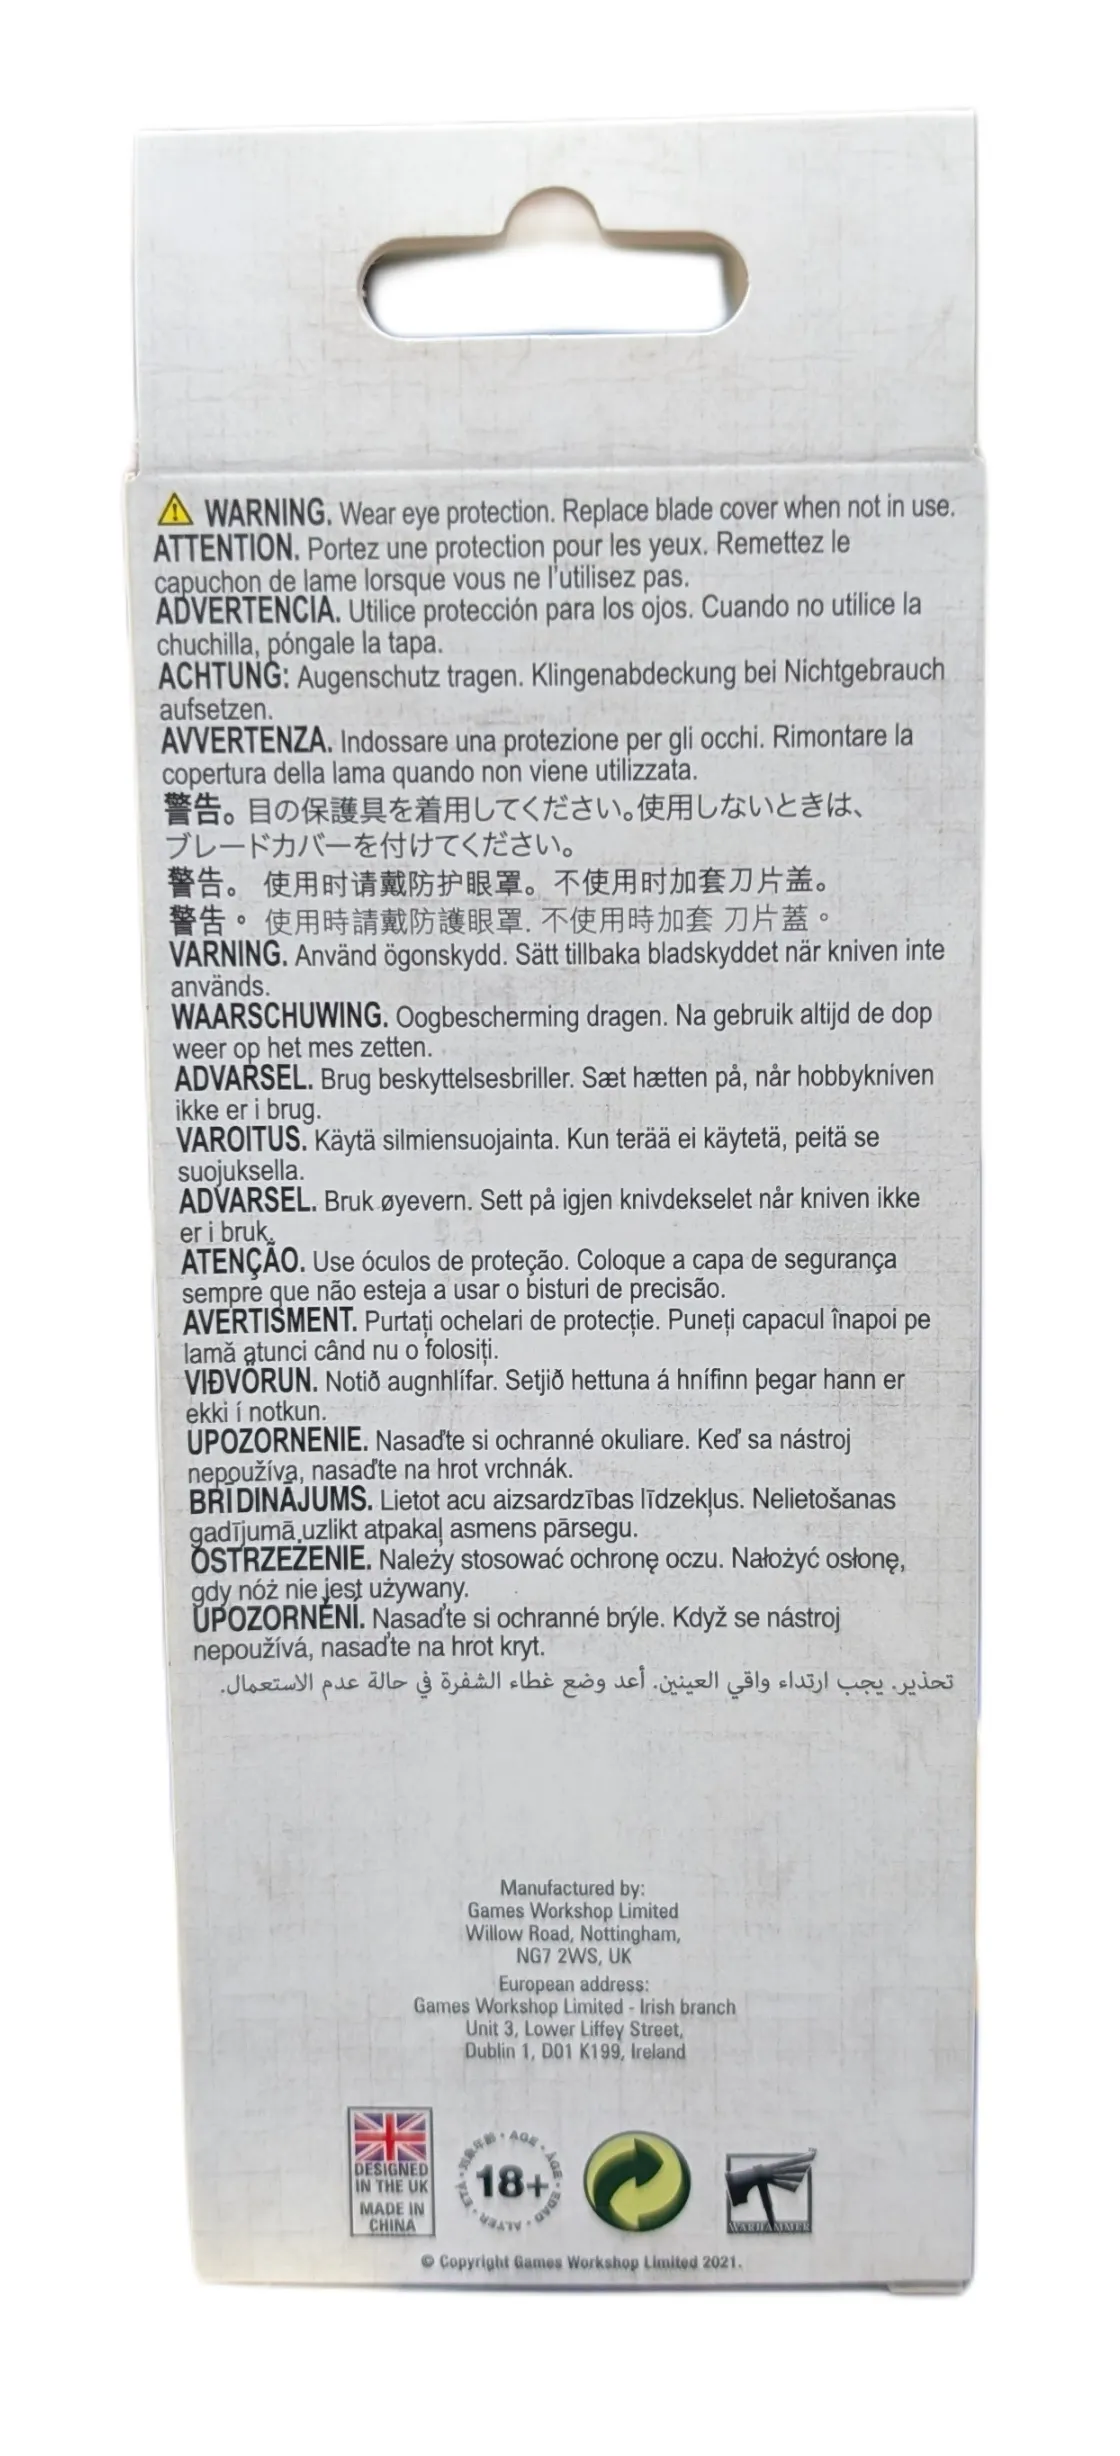 WARNING. Wear eye protection. Replace blade cover when not in use.
ATTENTION. Portez une protection pour les yeux. Remettez le
capuchon de lame lorsque vous ne l'utilisez pas.
ADVERTENCIA. Utilice protección para los ojos. Cuando no utilice la
chuchilla, póngale la tapa.
ACHTUNG: Augenschutz tragen. Klingenabdeckung bei Nichtgebrauch
aufsetzen.
AVVERTENZA. Indossare una protezione per gli occhi. Rimontare la
copertura della lama quando non viene utilizzata.
警告。目の保護具を着用してください。使用しないときは、
ブレードカバーを付けてください。
警告。 使用时请戴防护眼罩。不使用时加套刀片盖。
警告。 使用時請戴防護眼罩. 不使用時加套 刀片蓋。
VARNING. Använd ögonskydd. Sätt tillbaka bladskyddet när kniven inte
används.
WAARSCHUWING. Oogbescherming dragen. Na gebruik altijd de dop
weer op het mes zetten.
ADVARSEL. Brug beskyttelsesbriller. Sæt hætten på, når hobbykniven
ikke er i brug.
VAROITUS. Käytä silmiensuojainta. Kun terää ei käytetä, peitä se
suojuksella.
ADVARSEL. Bruk øyevern. Sett på igjen knivdekselet når kniven ikke
er i bruk.
ATENÇÃO. Use óculos de proteção. Coloque a capa de segurança
sempre que não esteja a usar o bisturi de precisão.
AVERTISMENT. Purtați ochelari de protecție. Puneți capacul înapoi pe
lamă atunci când nu o folosiți.
VIÐVÖRUN. Notið augnhlífar. Setjið hettuna á hnífinn þegar hann er
ekki í notkun.
UPOZORNENIE. Nasaďte si ochranné okuliare. Keď sa nástroj
nepoužíva, nasaďte na hrot vrchnák.
BRĪDINĀJUMS. Lietot acu aizsardzības līdzekļus. Nelietošanas
gadījumā,uzlikt atpakaļ asmens pārsegu.
OSTRZEŻENIE. Należy stosować ochronę oczu. Nałożyć osłonę,
gdy nóż nie jest używany.
UPOZORNĚNÍ. Nasaďte si ochranné brýle. Když se nástroj
nepoužívá, nasaďte na hrot kryt.
تحذير. يجب ارتداء واقي العينين. أعد وضع غطاء الشفرة في حالة عدم الاستعمال.
Manufactured by:
Games Workshop Limited
Willow Road, Nottingham,
NG7 2WS, UK
European address:
Games Workshop Limited - Irish branch
Unit 3, Lower Liffey Street,
Dublin 1, D01 K199, Ireland
DESIGNED
IN THE UK
MADE IN
CHINA
AGE • ÂGE • EDAD • ALTER • ETÀ • 対象年齢 •
18+
WARHAMMER
© Copyright Games Workshop Limited 2021.